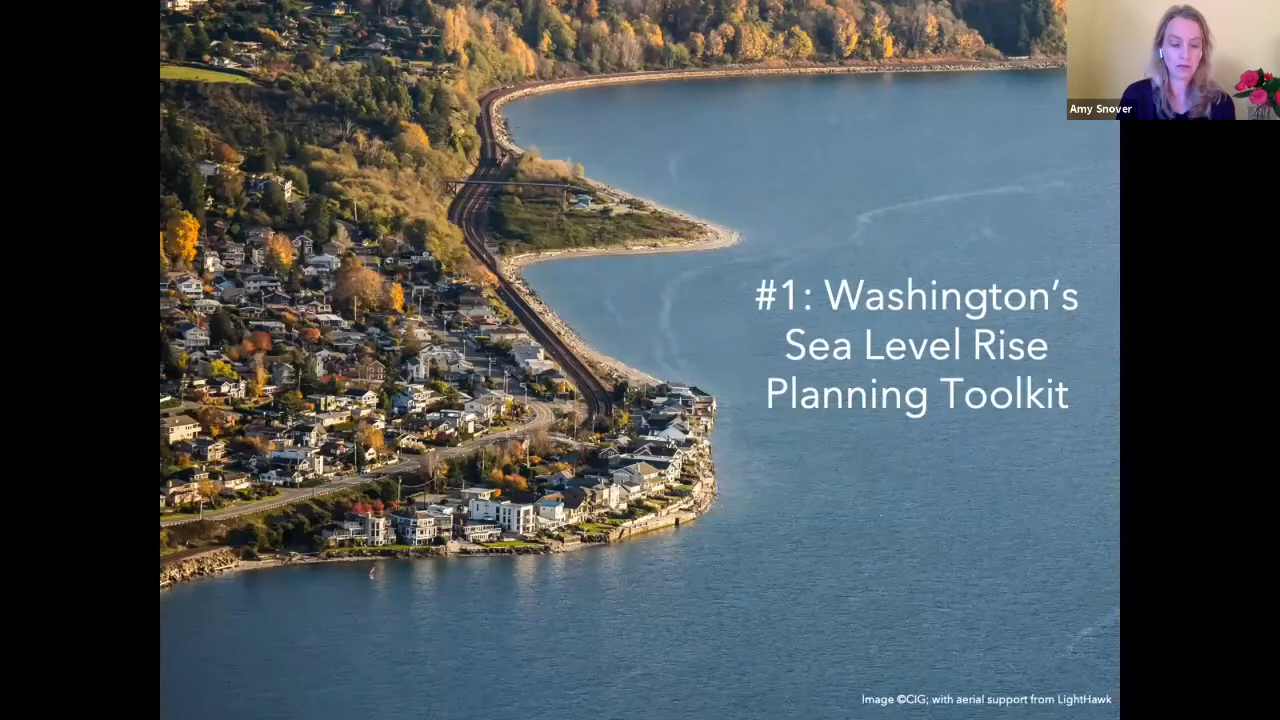 Amy Snover
#1: Washington’s
Sea Level Rise
Planning Toolkit
Image ©CIG; with aerial support from LightHawk